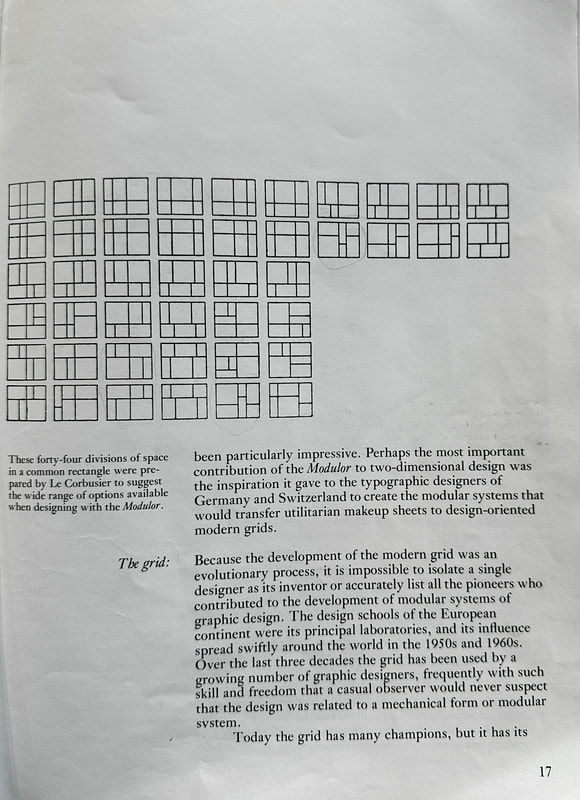 These forty-four divisions of space
in a common rectangle were pre-
pared by Le Corbusier to suggest
the wide range of options available
when designing with the Modulor.
been particularly impressive. Perhaps the most important
contribution of the Modulor to two-dimensional design was
the inspiration it gave to the typographic designers of
Germany and Switzerland to create the modular systems that
would transfer utilitarian makeup sheets to design-oriented
modern grids.
The grid:
Because the development of the modern grid was an
evolutionary process, it is impossible to isolate a single
designer as its inventor or accurately list all the pioneers who
contributed to the development of modular systems of
graphic design. The design schools of the European
continent were its principal laboratories, and its influence
spread swiftly around the world in the 1950s and 1960s.
Over the last three decades the grid has been used by a
growing number of graphic designers, frequently with such
skill and freedom that a casual observer would never suspect
that the design was related to a mechanical form or modular
system.
Today the grid has many champions, but it has its
17